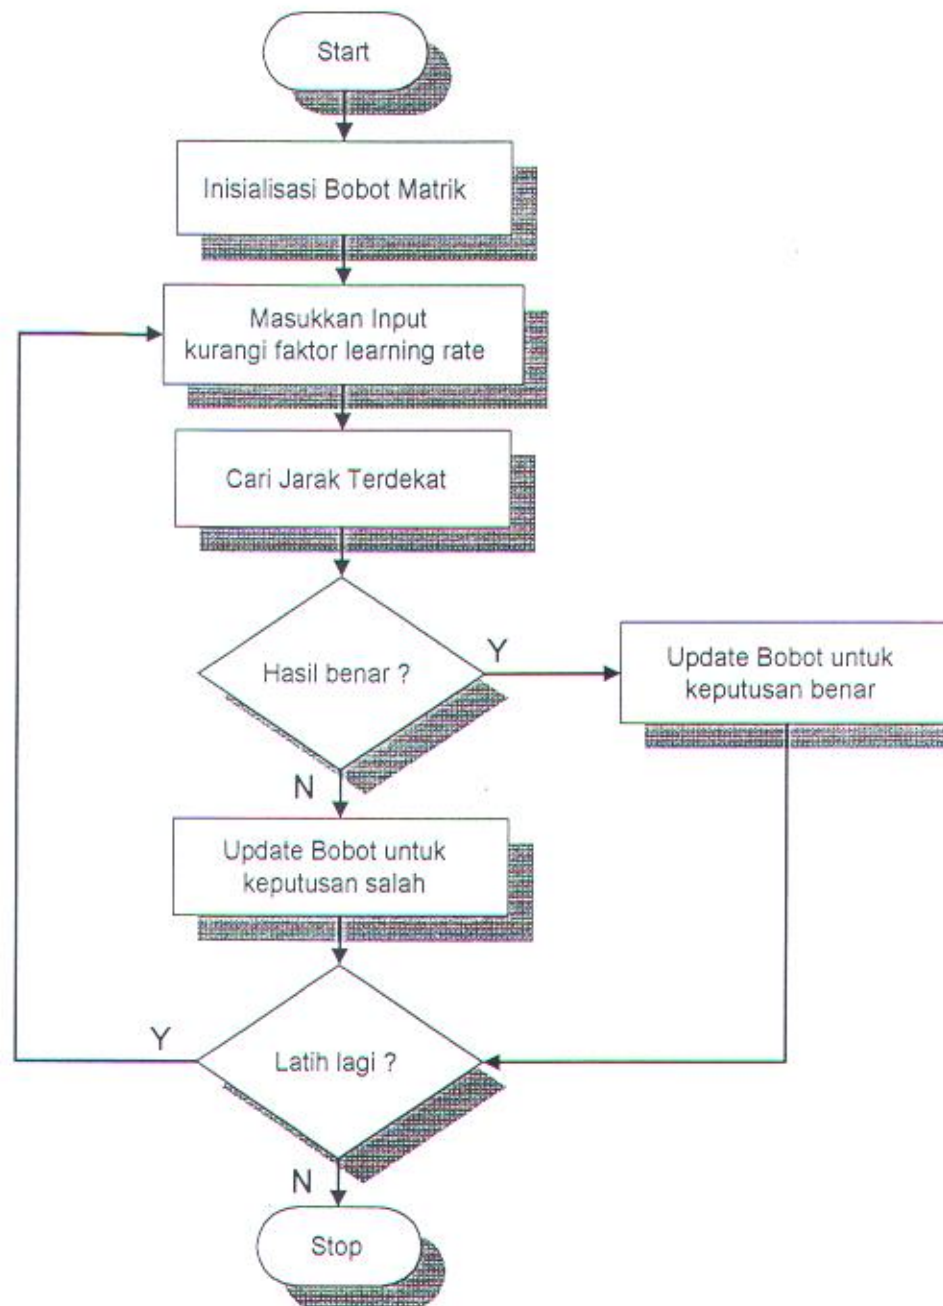 Start
Inisialisasi Bobot Matrik
Masukkan Input
kurangi faktor learning rate
Cari Jarak Terdekat
Hasil benar ?
Y
Update Bobot untuk
keputusan benar
N
Update Bobot untuk
keputusan salah
Y
Latih lagi ?
N
Stop